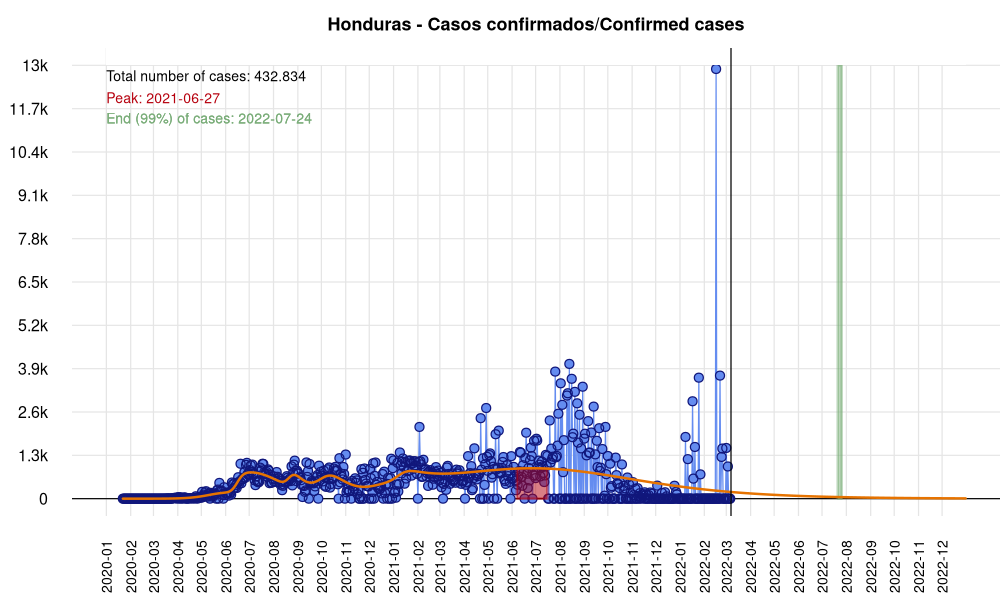 Honduras - Casos confirmados/Confirmed cases
Total number of cases: 432.834
Peak: 2021-06-27
End (99%) of cases: 2022-07-24
13k
11.7k
10.4k
9.1k
7.8k
6.5k
5.2k
3.9k
2.6k
1.3k
0
2020-01
2020-02
2020-03
2020-04
2020-05
2020-06
2020-07
2020-08
2020-09
2020-10
2020-11
2020-12
2021-01
2021-02
2021-03
2021-04
2021-05
2021-06
2021-07
2021-08
2021-09
2021-10
2021-11
2021-12
2022-01
2022-02
2022-03
2022-04
2022-05
2022-06
2022-07
2022-08
2022-09
2022-10
2022-11
2022-12